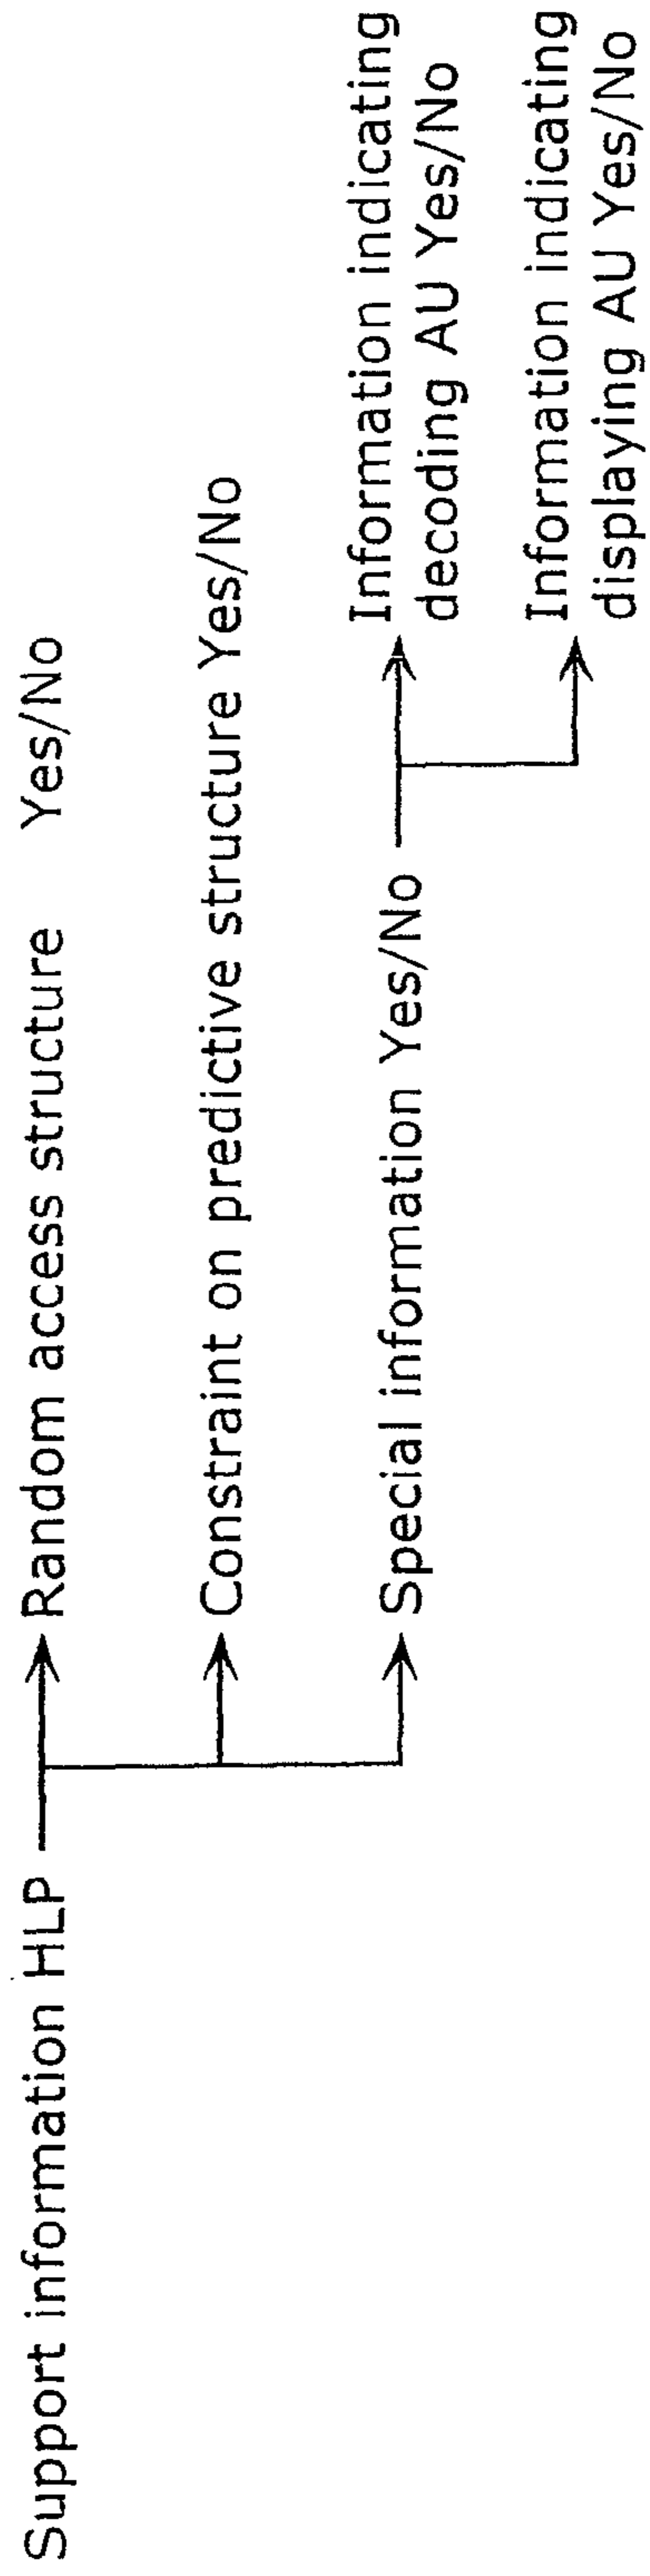 Support information HLP
Random access structure Yes/No
Constraint on predictive structure Yes/No
Special information Yes/No
Information indicating
decoding AU Yes/No
Information indicating
displaying AU Yes/No